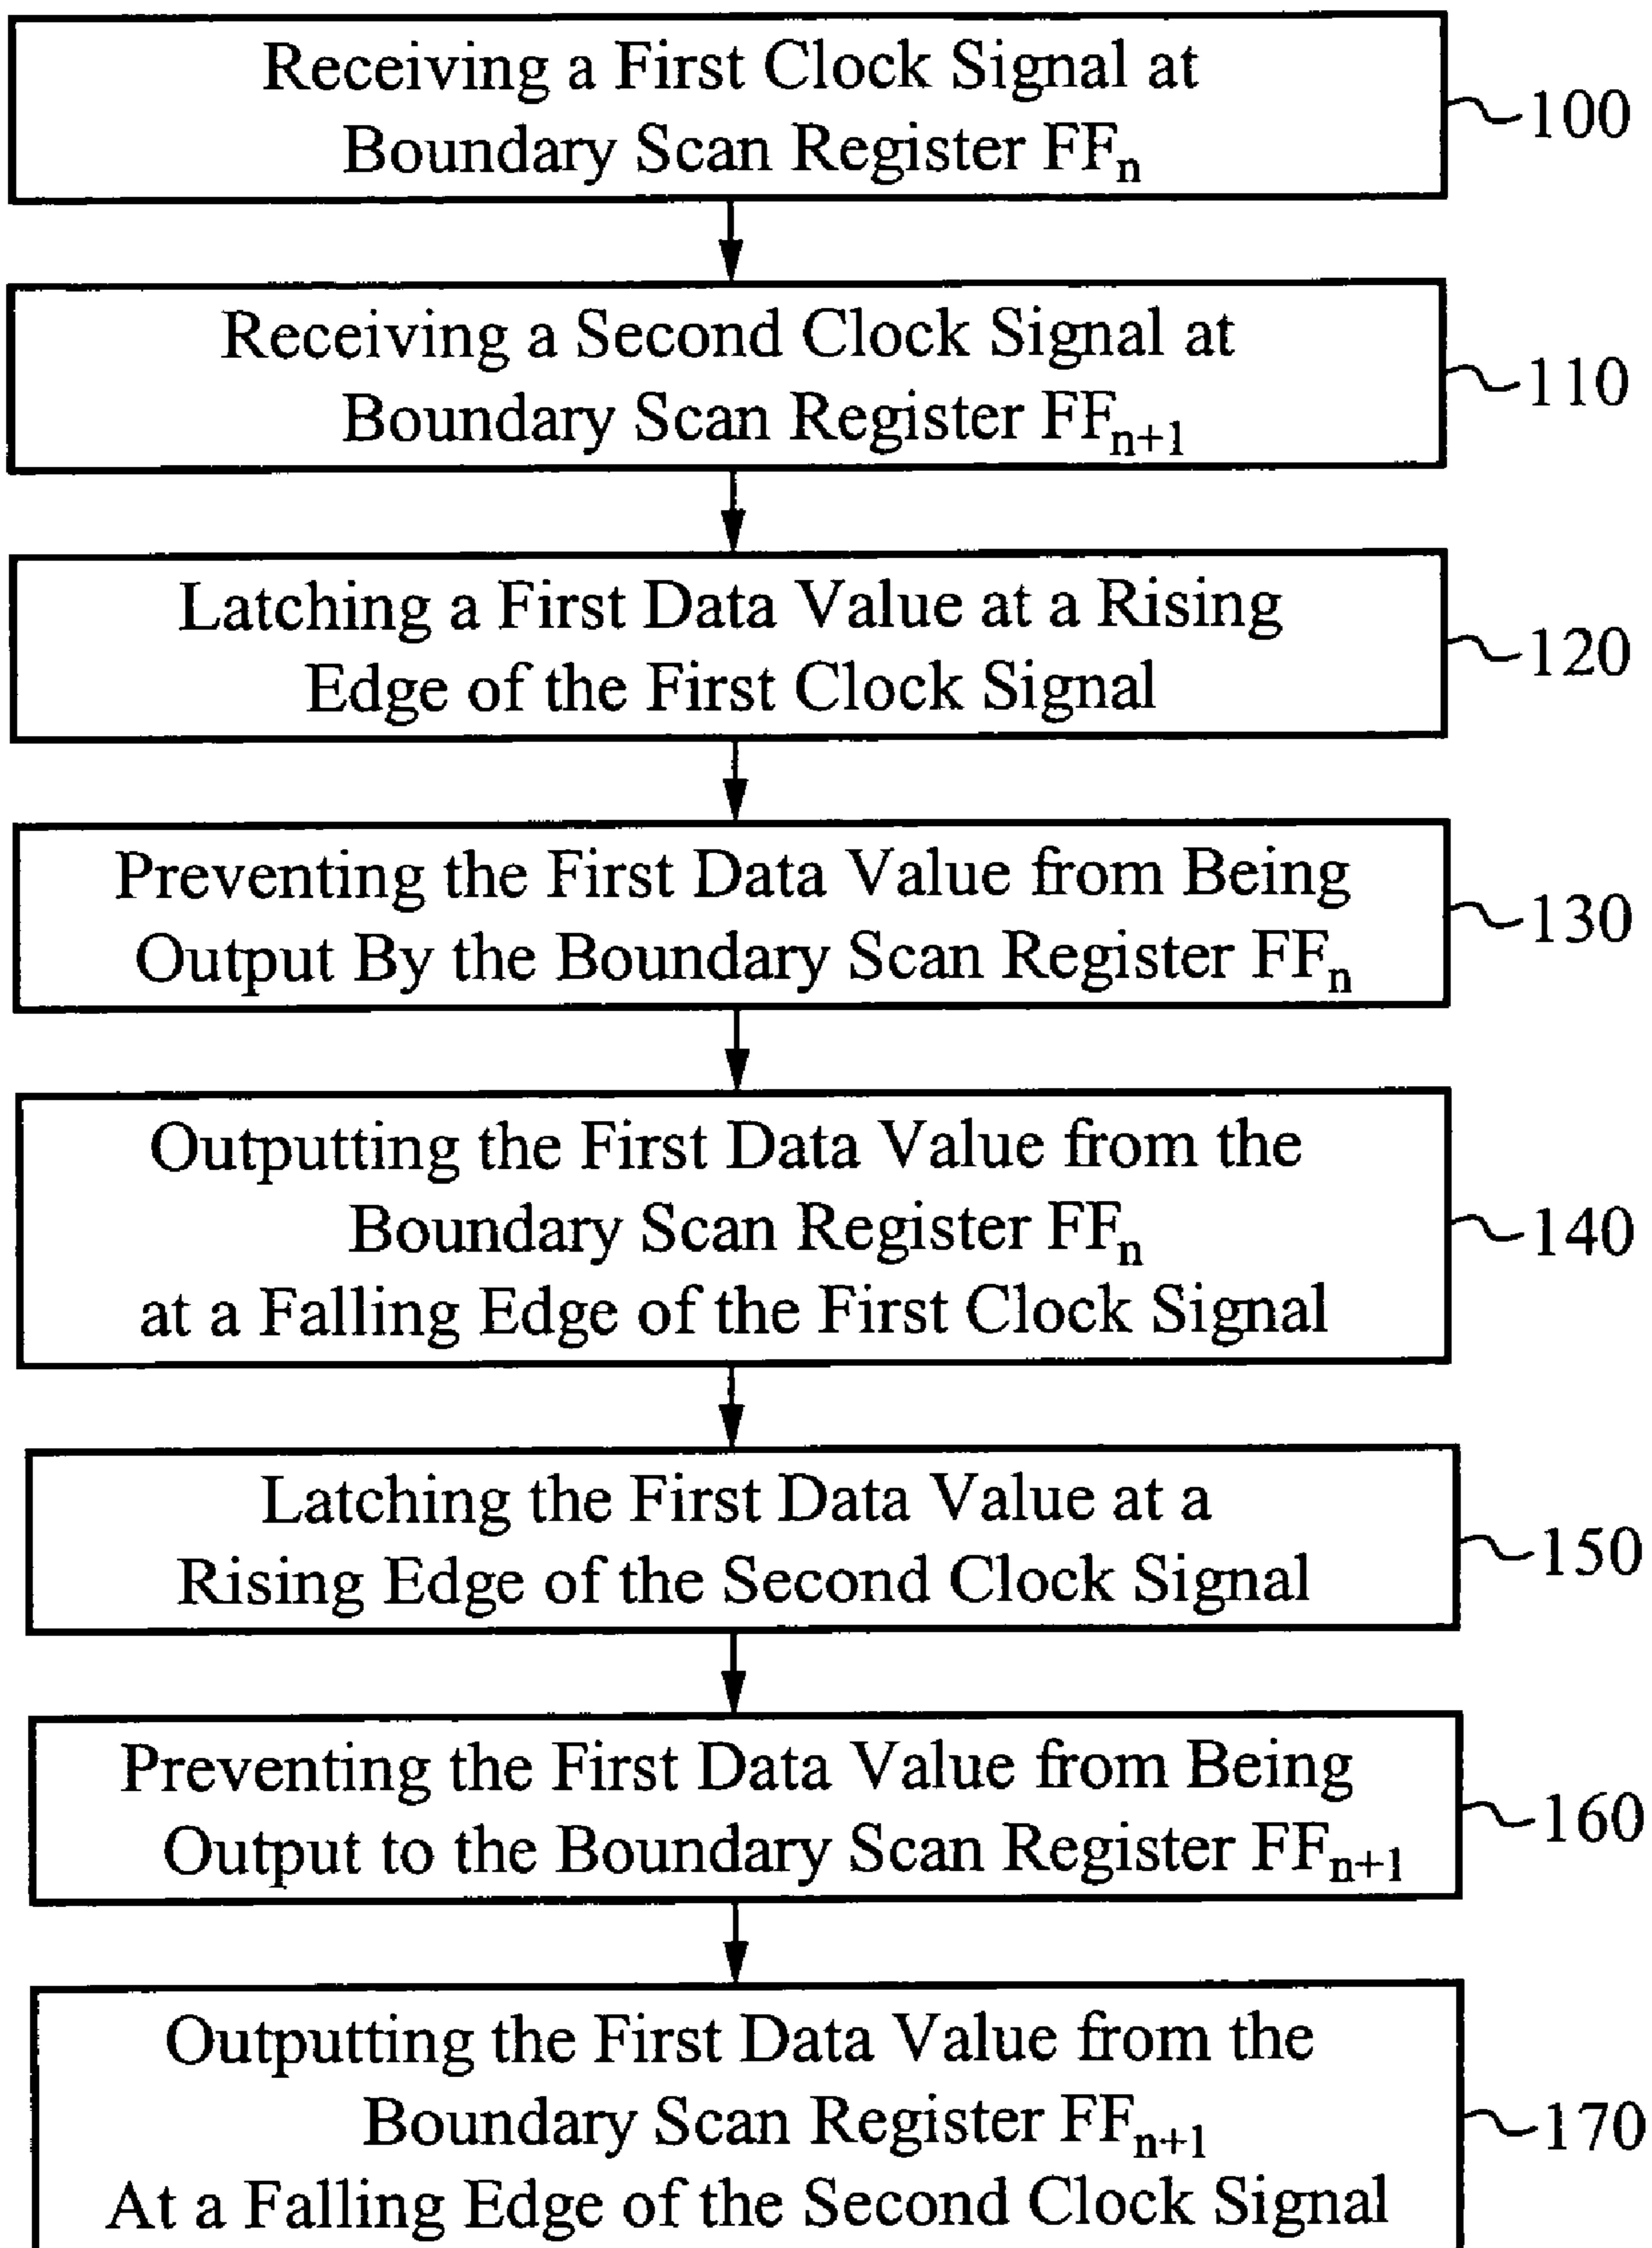 Receiving a First Clock Signal at
Boundary Scan Register FFn
100
Receiving a Second Clock Signal at
Boundary Scan Register FFn+1
110
Latching a First Data Value at a Rising
Edge of the First Clock Signal
120
Preventing the First Data Value from Being
Output By the Boundary Scan Register FFn
130
Outputting the First Data Value from the
Boundary Scan Register FFn
at a Falling Edge of the First Clock Signal
140
Latching the First Data Value at a
Rising Edge of the Second Clock Signal
150
Preventing the First Data Value from Being
Output to the Boundary Scan Register FFn+1
160
Outputting the First Data Value from the
Boundary Scan Register FFn+1
At a Falling Edge of the Second Clock Signal
170